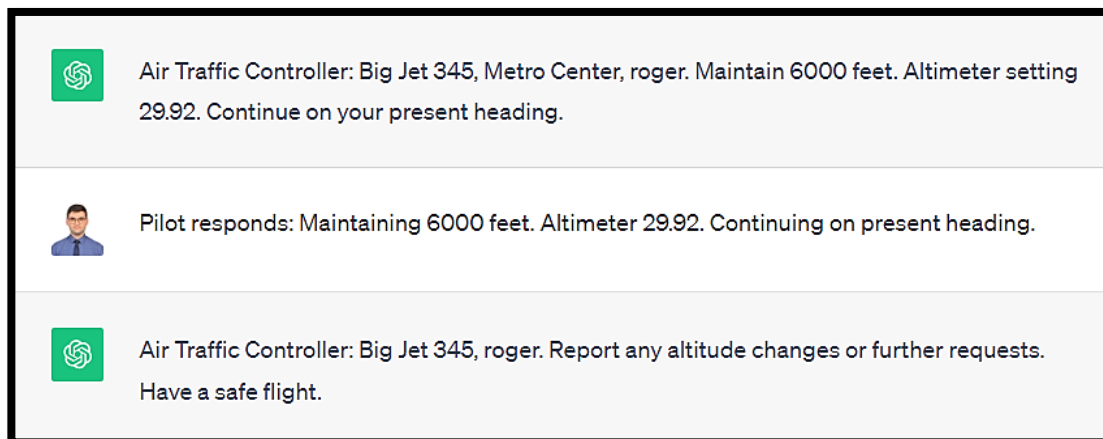 Air Traffic Controller: Big Jet 345, Metro Center, roger. Maintain 6000 feet. Altimeter setting
29.92. Continue on your present heading.
Pilot responds: Maintaining 6000 feet. Altimeter 29.92. Continuing on present heading.
Air Traffic Controller: Big Jet 345, roger. Report any altitude changes or further requests.
Have a safe flight.